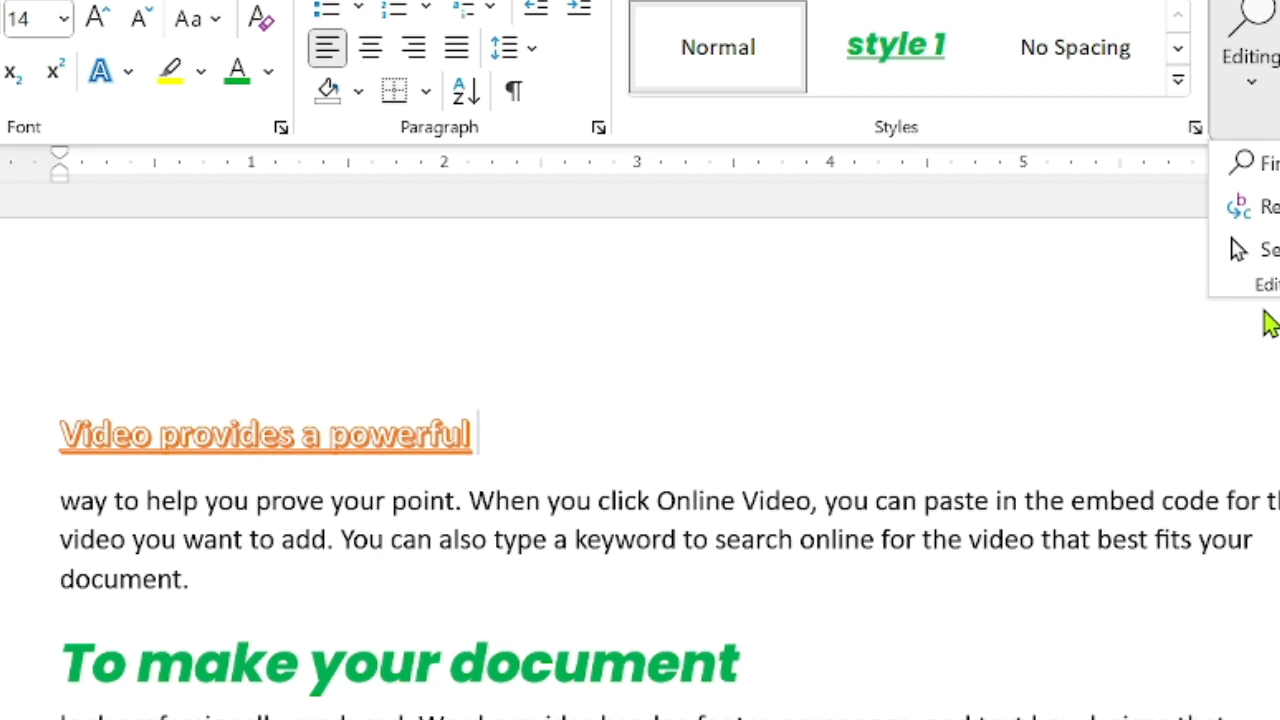 14
Aa
Font
Paragraph
Normal
style 1
No Spacing
Styles
Editing
1 2 3 4 5
Video provides a powerful
way to help you prove your point. When you click Online Video, you can paste in the embed code for
video you want to add. You can also type a keyword to search online for the video that best fits your
document.
To make your document